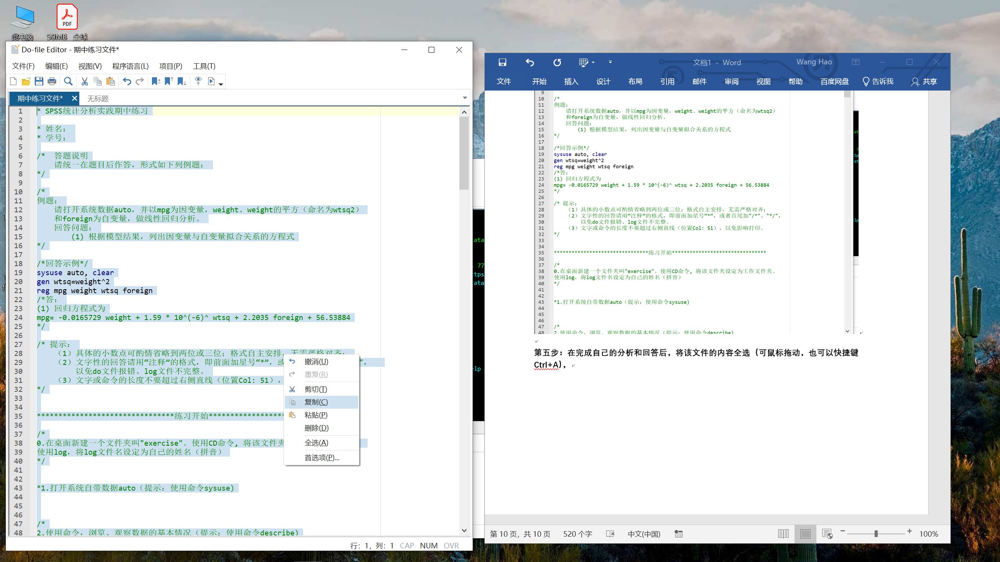 此电脑
50MB 全球
Do-file Editor - 期中练习文件*
文件(F) 编辑(E) 视图(V) 程序语言(L) 项目(P) 工具(T)
期中练习文件* 无标题
1 * SPSS统计分析实践期中练习
2
3 * 姓名:
4 * 学号:
5
6 /* 答题说明
7 请统一在题目后作答, 形式如下列例题:
8 */
9
10 /*
11 例题:
12 请打开系统数据auto, 并以mpg为因变量, weight、weight的平方（命名为wtsq2）
13 和foreign为自变量, 做线性回归分析。
14 回答问题:
15 (1) 根据模型结果, 列出因变量与自变量拟合关系的方程式
16 */
17
18 /*回答示例*/
19 sysuse auto, clear
20 gen wtsq=weight^2
21 reg mpg weight wtsq foreign
22 /*答:
23 (1) 回归方程式为
24 mpg= -0.0165729 weight + 1.59 * 10^(-6)^ wtsq + 2.2035 foreign + 56.53884
25 */
26
27 /* 提示:
28 （1）具体的小数点可酌情省略到两位或三位; 格式自主安排, 无需严格对齐;
29 （2）文字性的回答请用“注释”的格式, 即前面加星号“*”, 或 ",
30 以免do文件报错、log文件不完整。
31 （3）文字或命令的长度不要超过右侧直线（位置Col: 51）,
32 */
33
34
35 ********************************练习开始******************
36
37 /*
38 0.在桌面新建一个文件夹叫"exercise"。使用CD命令, 将该文件夹
39 使用log, 将log文件名设定为自己的姓名（拼音）
40 */
41
42
43 *1.打开系统自带数据auto（提示: 使用命令sysuse)
44
45
46
47 /*
48 2.使用命令, 浏览、观察数据的基本情况（提示: 使用命令describe)
撤消(U)
重复(R)
剪切(T)
复制(C)
粘贴(P)
删除(D)
全选(A)
首选项(P)...
行: 1, 列: 1 CAP NUM OVR
tata
, 77
ttps
tata
elp
文档1 - Word Wang Hao
文件 开始 插入 设计 布局 引用 邮件 审阅 视图 帮助 百度网盘 告诉我 共享
9
10 /*
11 例题:
12 请打开系统数据auto, 并以mpg为因变量, weight、weight的平方（命名为wtsq2）
13 和foreign为自变量, 做线性回归分析。
14 回答问题:
15 (1) 根据模型结果, 列出因变量与自变量拟合关系的方程式
16 */
17
18 /*回答示例*/
19 sysuse auto, clear
20 gen wtsq=weight^2
21 reg mpg weight wtsq foreign
22 /*答:
23 (1) 回归方程式为
24 mpg= -0.0165729 weight + 1.59 * 10^(-6)^ wtsq + 2.2035 foreign + 56.53884
25 */
26
27 /* 提示:
28 （1）具体的小数点可酌情省略到两位或三位; 格式自主安排, 无需严格对齐;
29 （2）文字性的回答请用“注释”的格式, 即前面加星号“*”, 或者首尾加"/*"、"*/",
30 以免do文件报错、log文件不完整。
31 （3）文字或命令的长度不要超过右侧直线（位置Col: 51）, 以免影响打印。
32 */
33
34
35 ********************************练习开始********************************
36
37 /*
38 0.在桌面新建一个文件夹叫"exercise"。使用CD命令, 将该文件夹设定为工作文件夹。
39 使用log, 将log文件名设定为自己的姓名（拼音）
40 */
41
42
43 *1.打开系统自带数据auto（提示: 使用命令sysuse)
44
45
46
47 /*
48 2.使用命令, 浏览、观察数据的基本情况（提示: 使用命令describe)
第五步：在完成自己的分析和回答后，将该文件的内容全选（可鼠标拖动，也可以快捷键
Ctrl+A），
第 10 页，共 10 页 520 个字 中文(中国) 100%